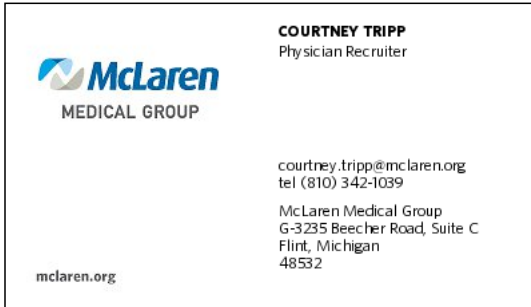 McLaren
MEDICAL GROUP
mclaren.org
COURTNEY TRIPP
Physician Recruiter
courtney.tripp@mclaren.org
tel (810) 342-1039
McLaren Medical Group
G-3235 Beecher Road, Suite C
Flint, Michigan
48532